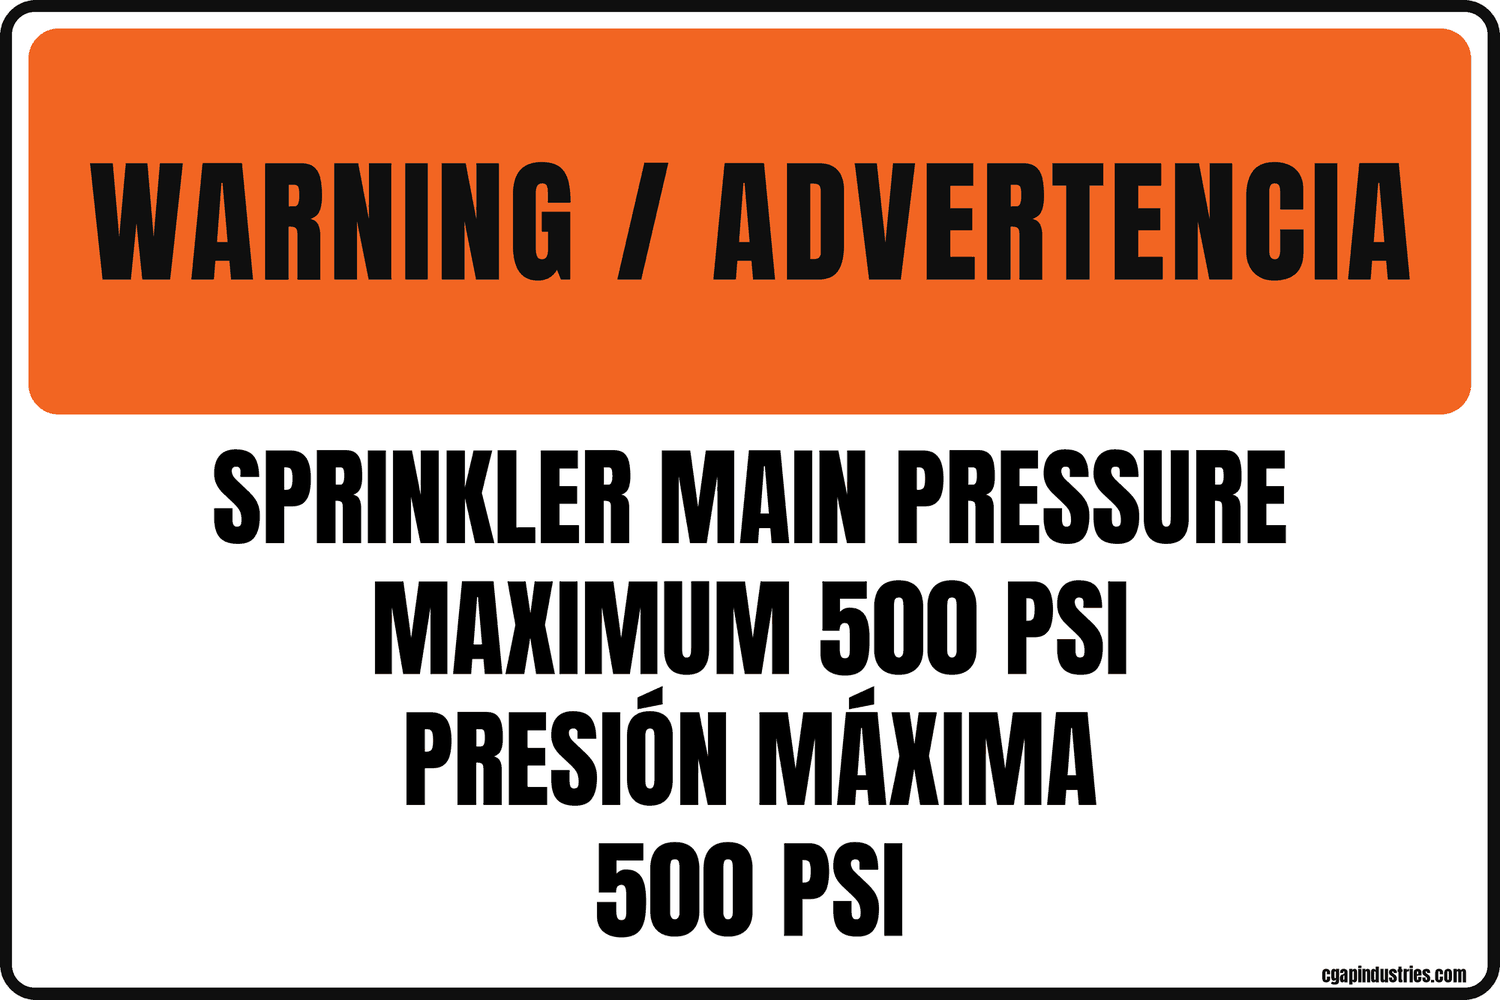 WARNING / ADVERTENCIA
SPRINKLER MAIN PRESSURE
MAXIMUM 500 PSI
PRESIÓN MÁXIMA
500 PSI
cgapindustries.com